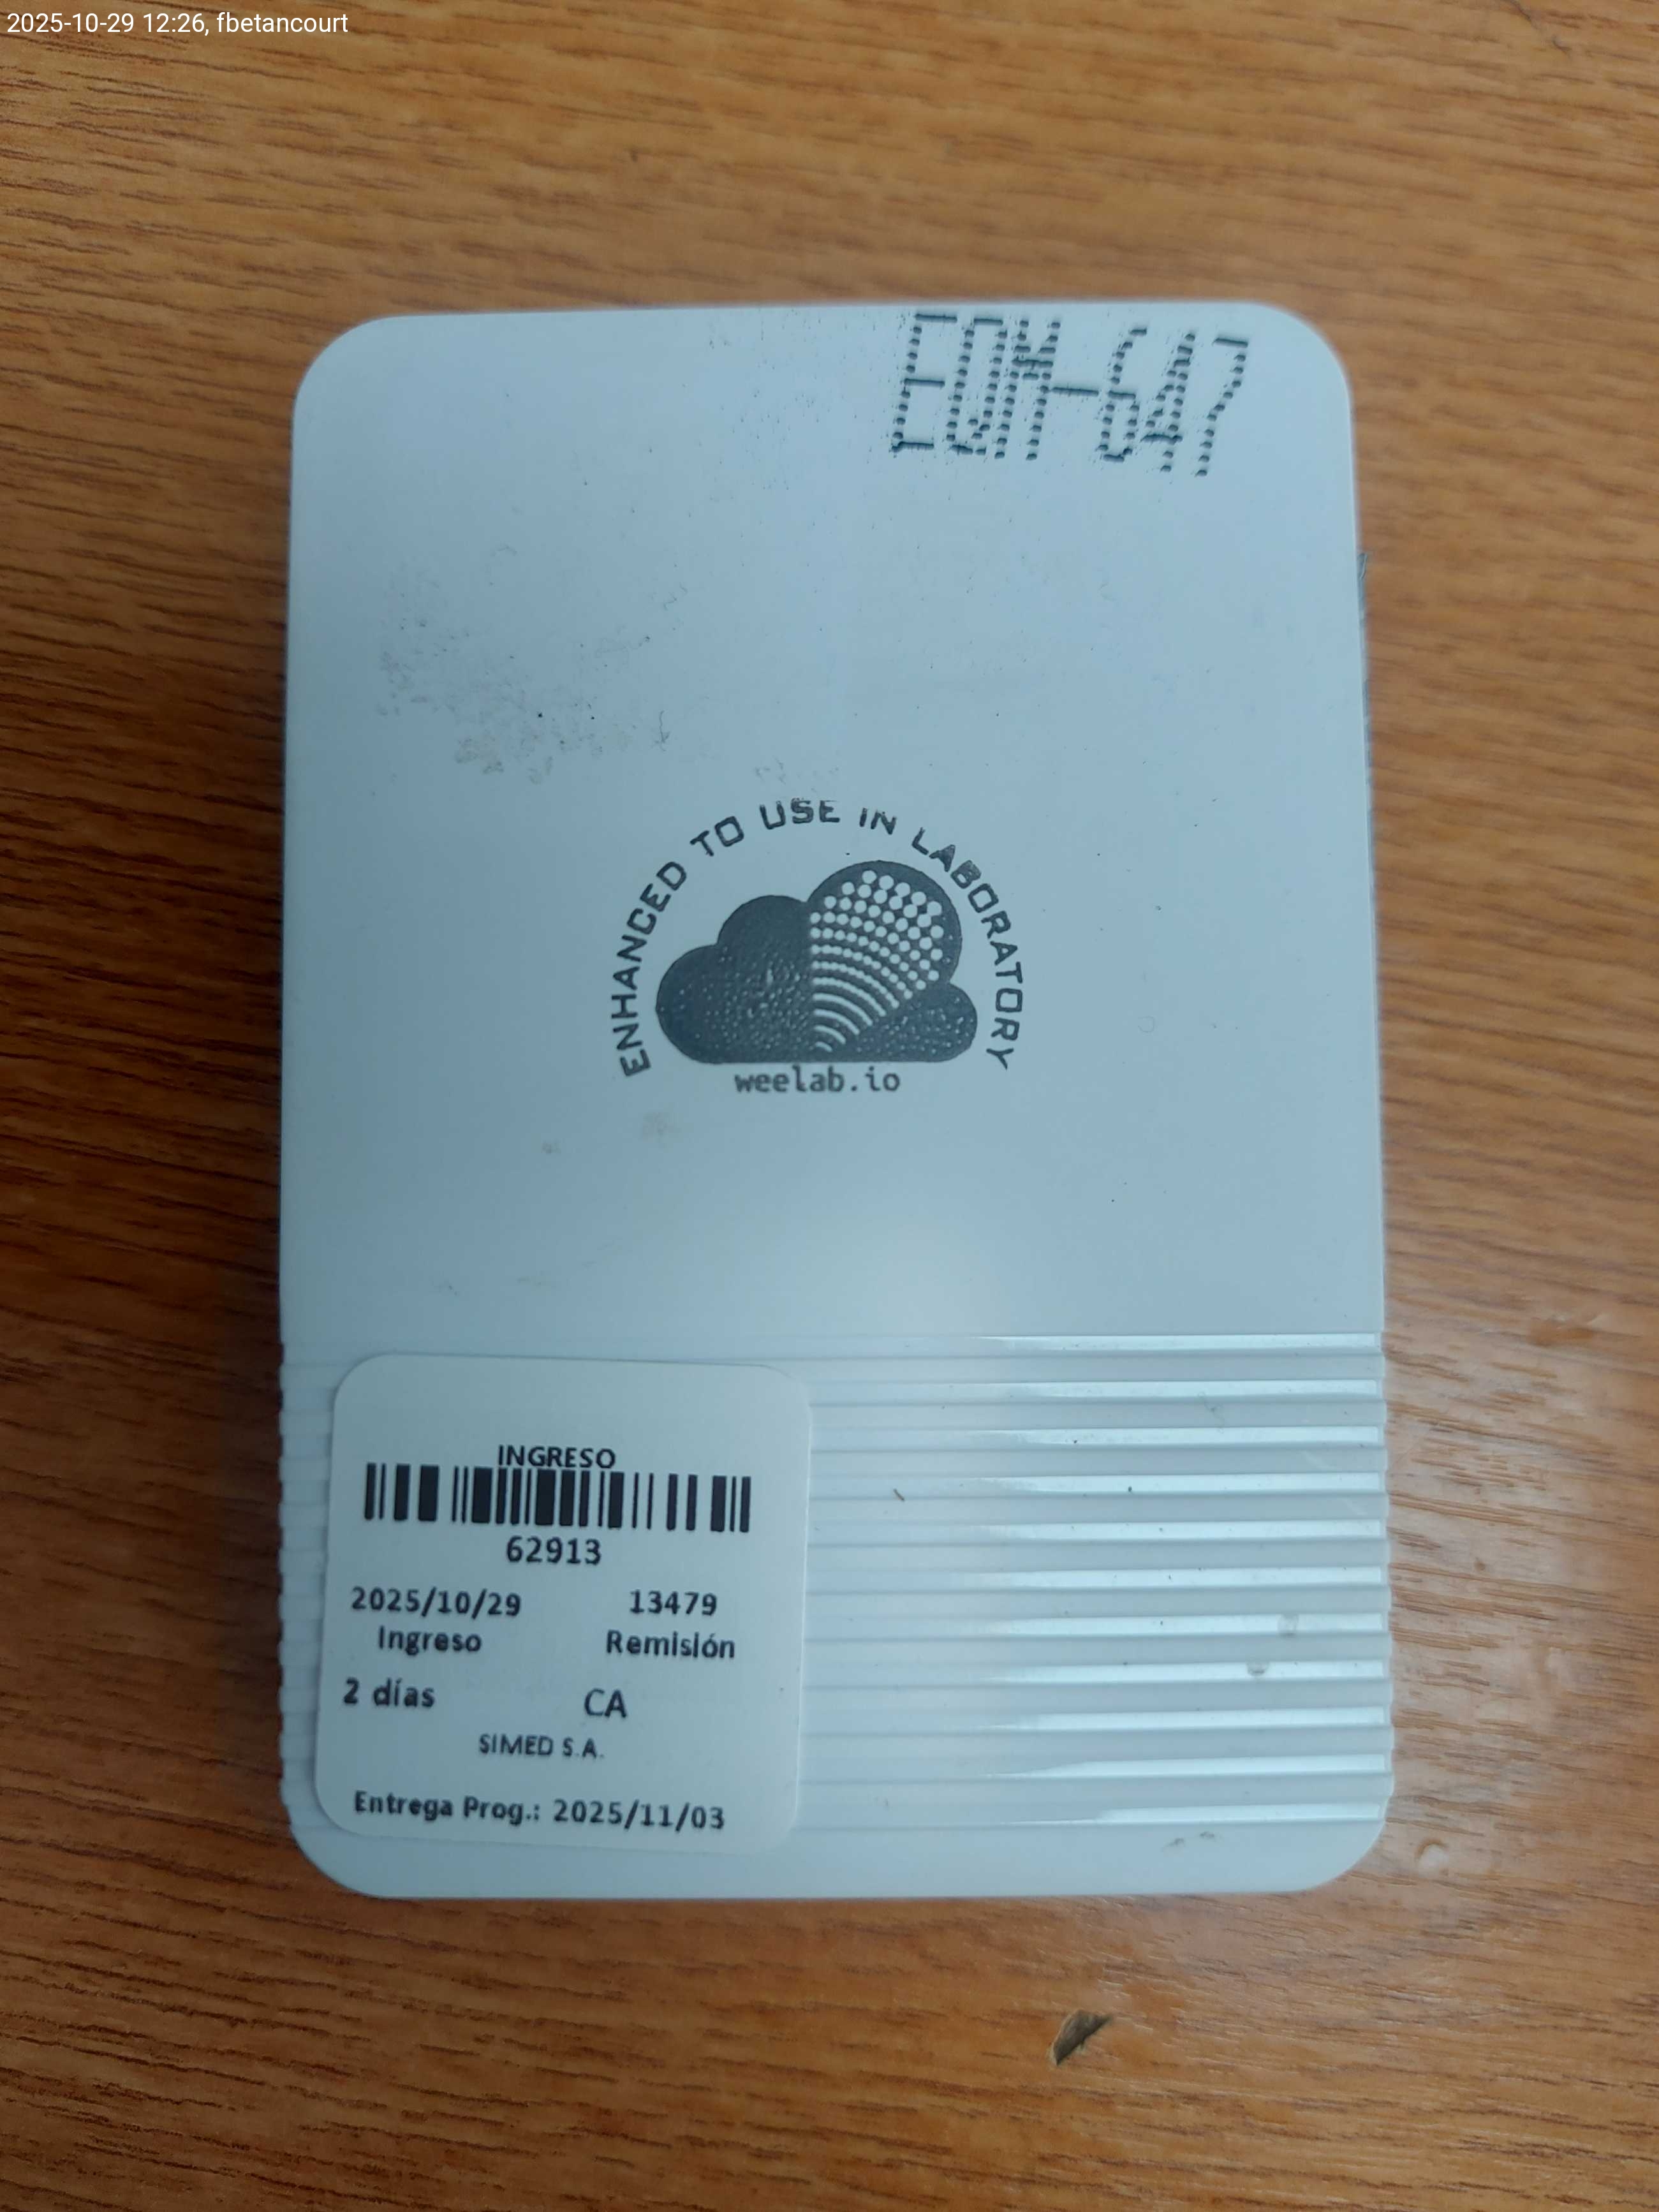 2025-10-29 12:26, fbetancourt
EQM-647
ENHANCED TO USE IN LABORATORY
weelab.io
INGRESO
62913
2025/10/29 13479
Ingreso Remisión
2 días CA
SIMED S.A.
Entrega Prog.: 2025/11/03